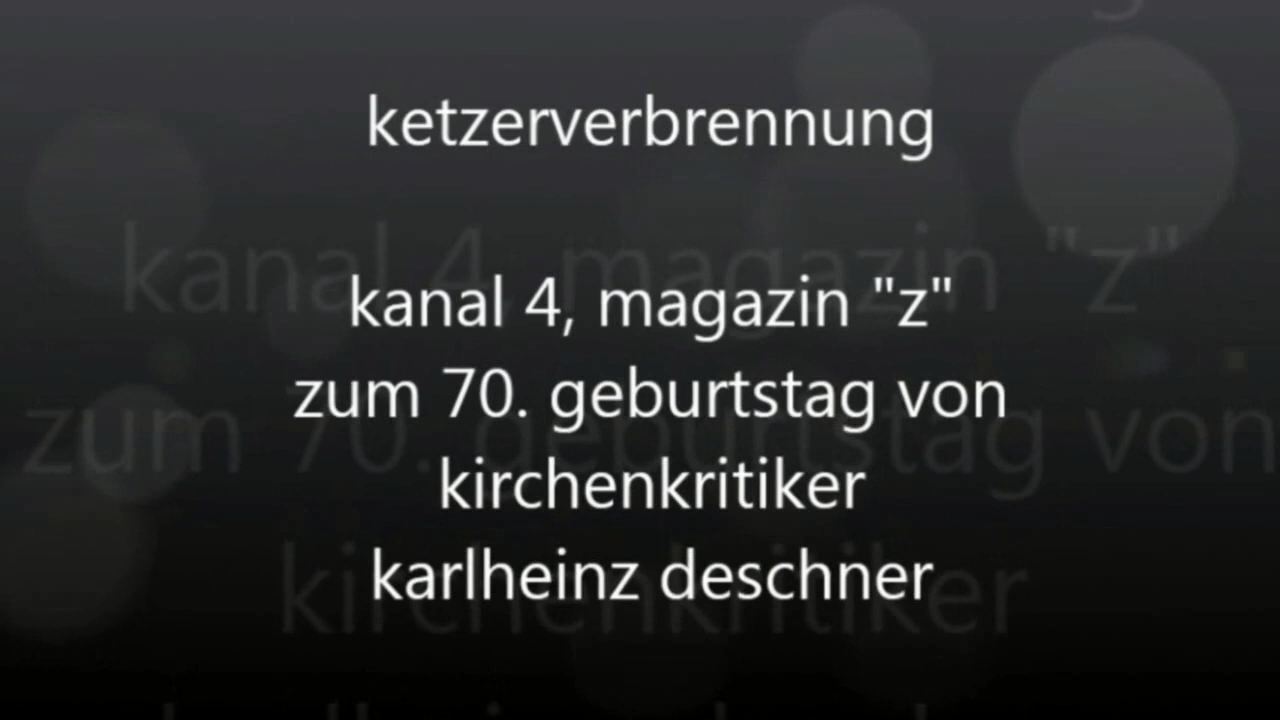 ketzerverbrennung
kanal 4, magazin "z"
zum 70. geburtstag von
kirchenkritiker
karlheinz deschner